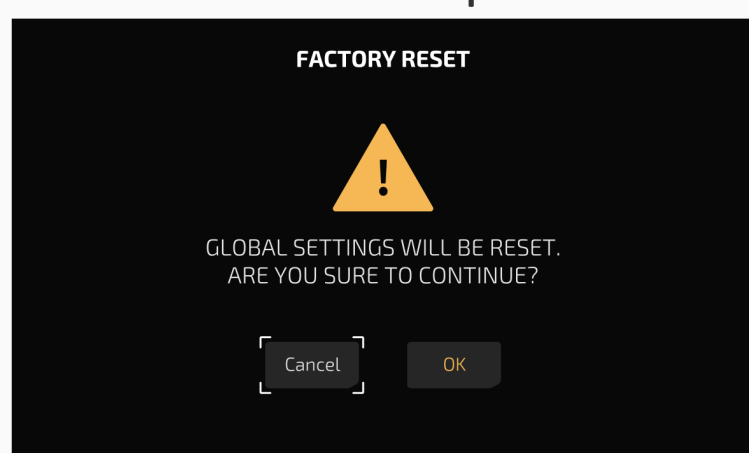 FACTORY RESET
!
GLOBAL SETTINGS WILL BE RESET.
ARE YOU SURE TO CONTINUE?
Cancel
OK